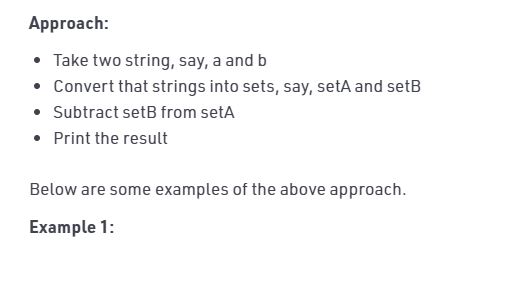 Approach:
• Take two string, say, a and b
• Convert that strings into sets, say, setA and setB
• Subtract setB from setA
• Print the result
Below are some examples of the above approach.
Example 1: